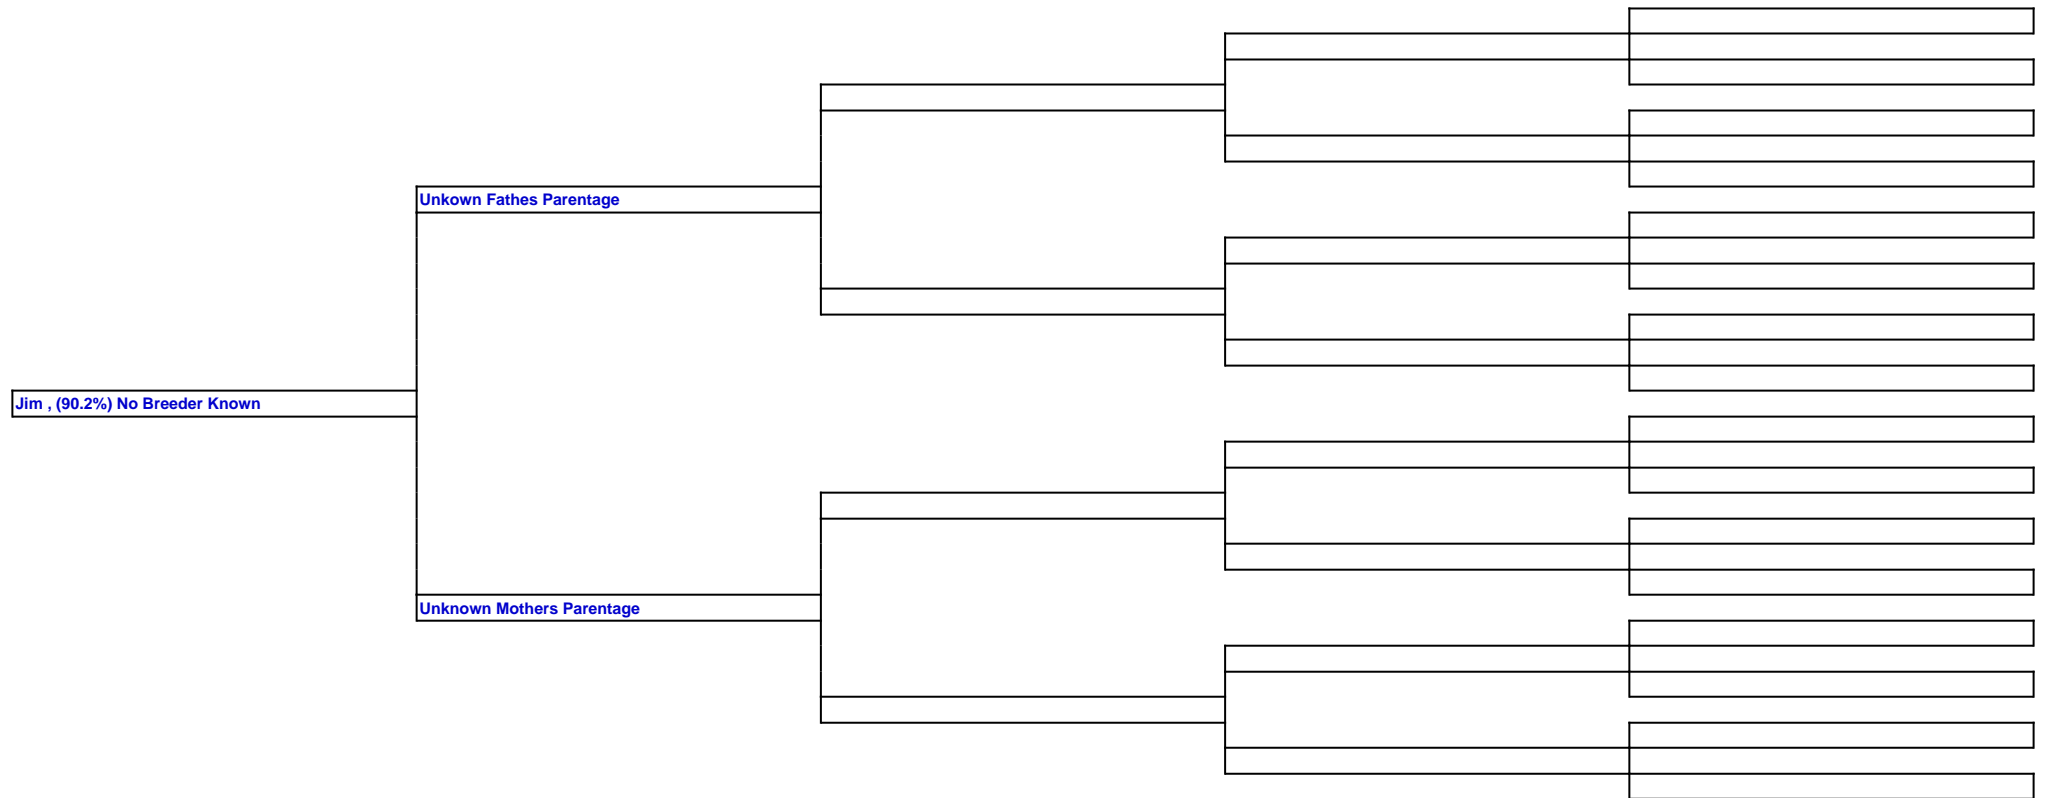 Unkown Fathes Parentage
Jim , (90.2%) No Breeder Known
Unknown Mothers Parentage